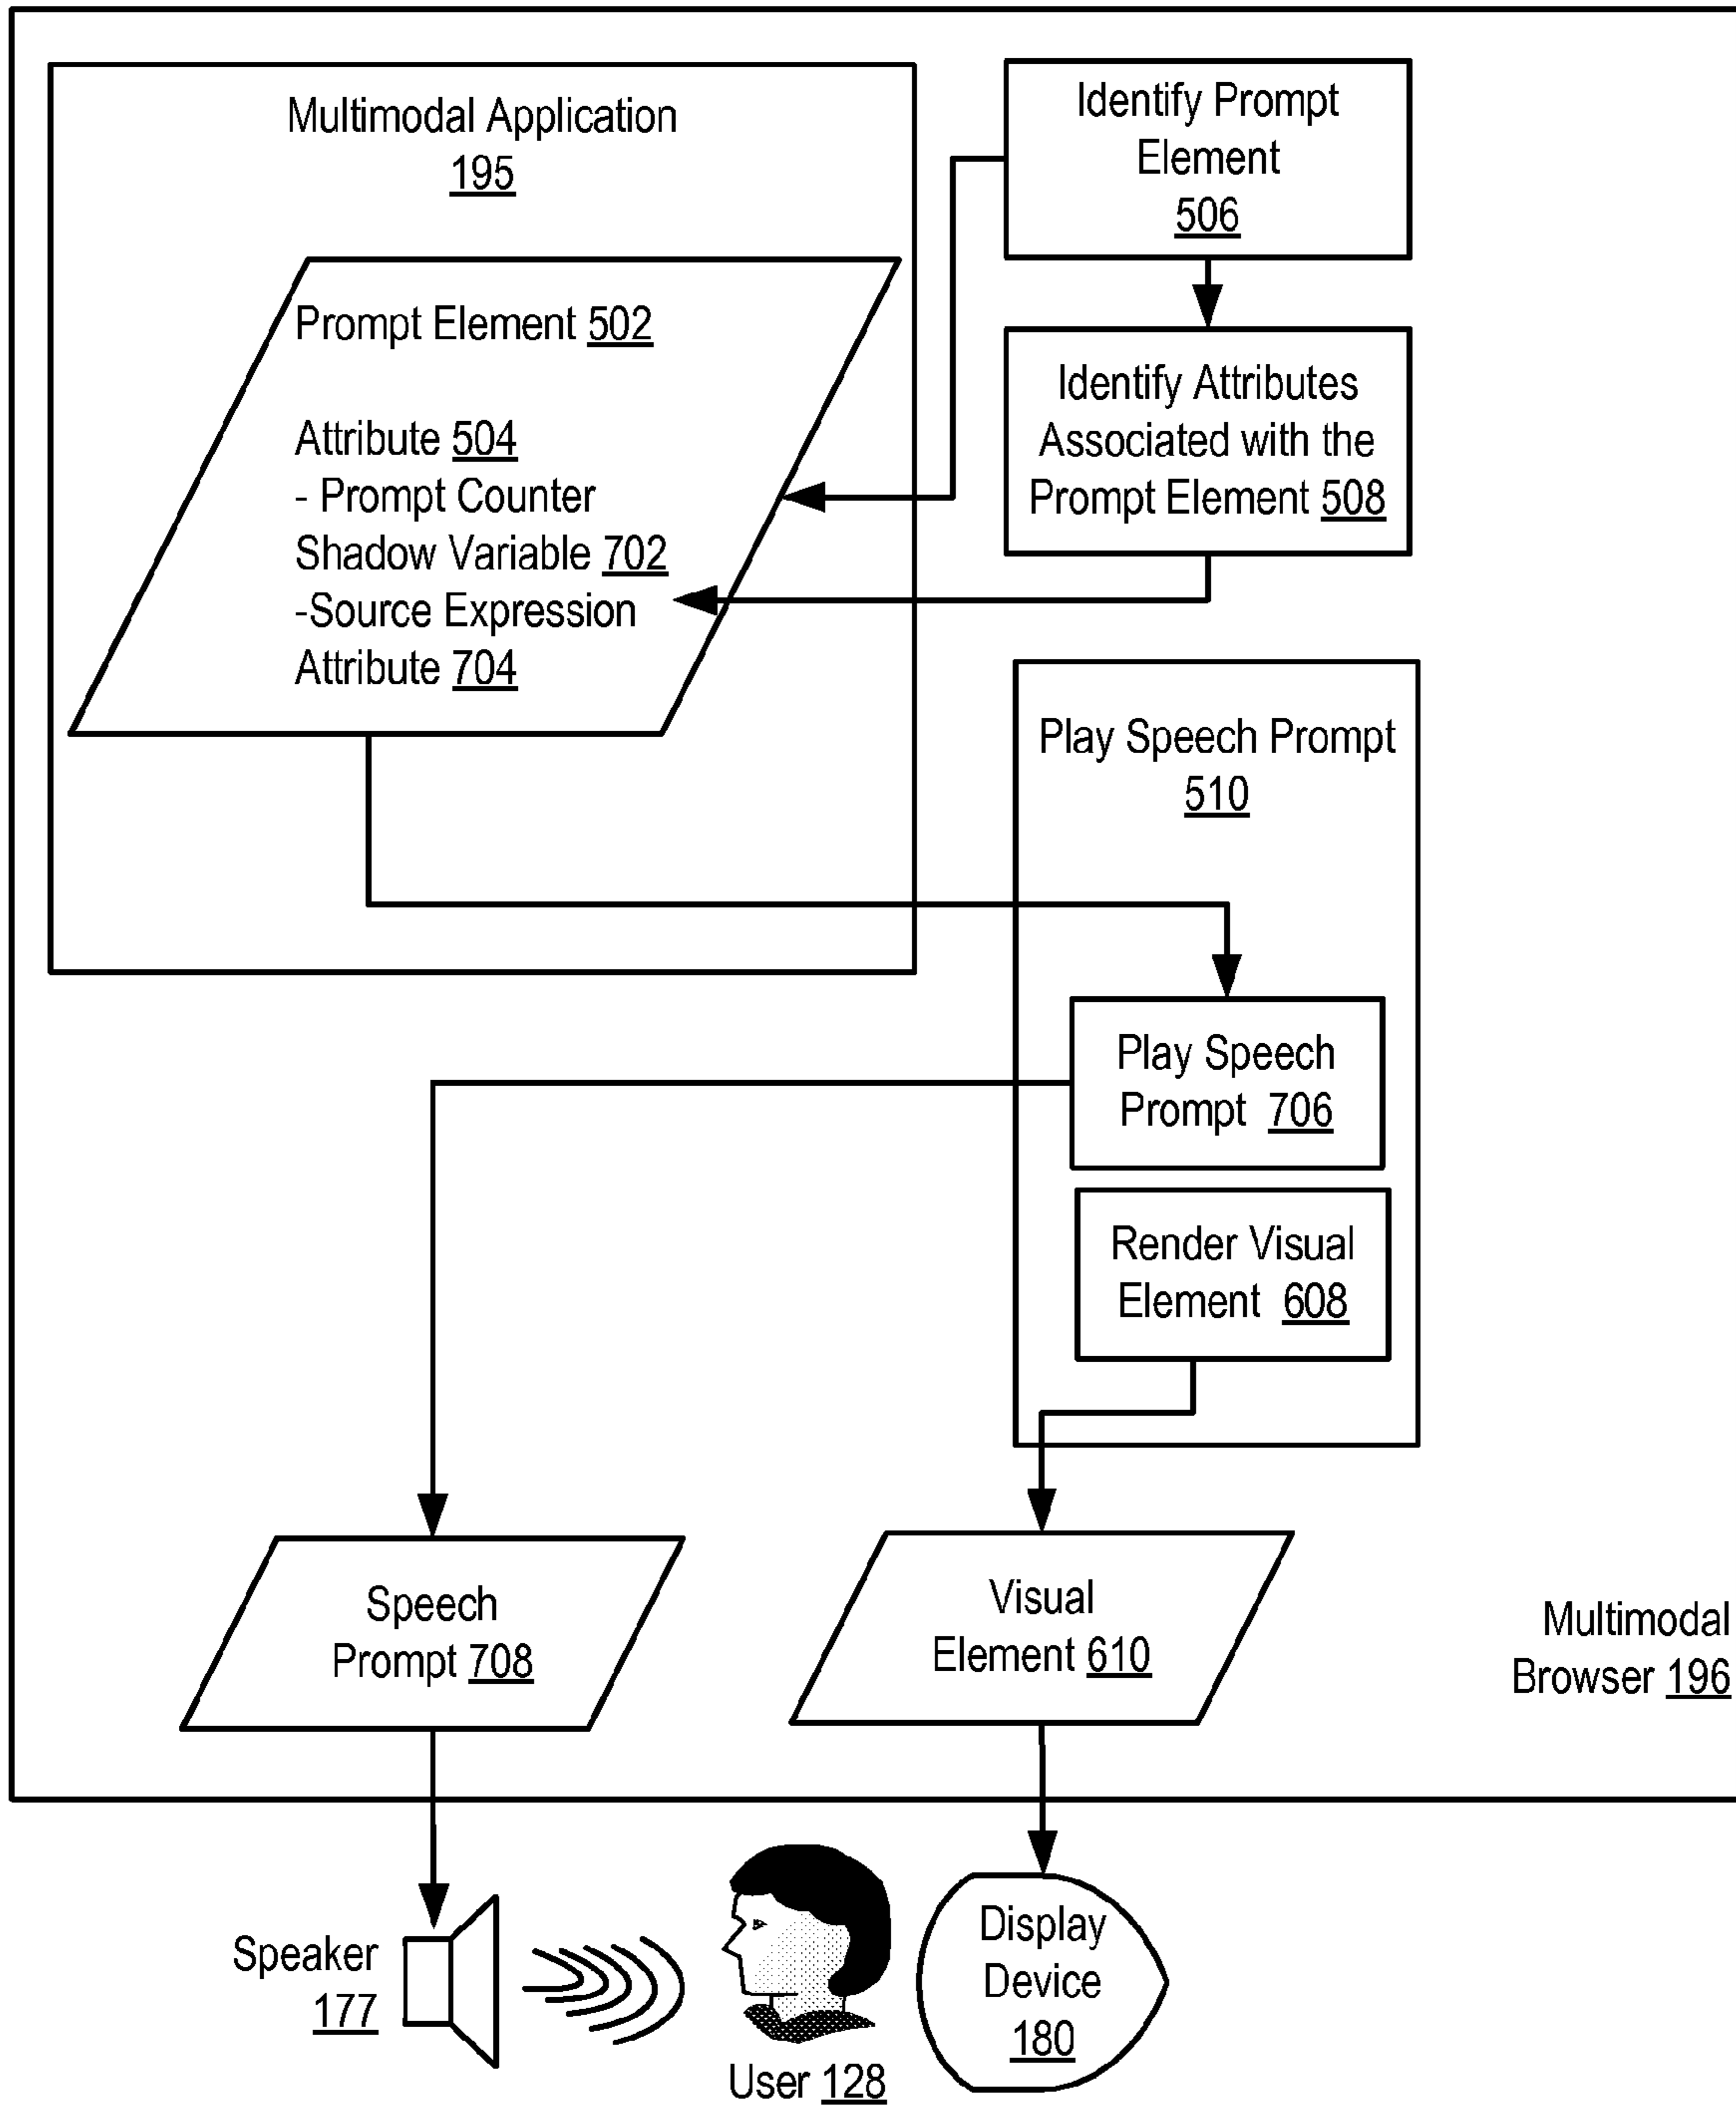 Multimodal Application
195
Prompt Element 502
Attribute 504
- Prompt Counter
Shadow Variable 702
-Source Expression
Attribute 704
Identify Prompt
Element
506
Identify Attributes
Associated with the
Prompt Element 508
Play Speech Prompt
510
Play Speech
Prompt 706
Render Visual
Element 608
Speech
Prompt 708
Visual
Element 610
Multimodal
Browser 196
Speaker
177
User 128
Display
Device
180